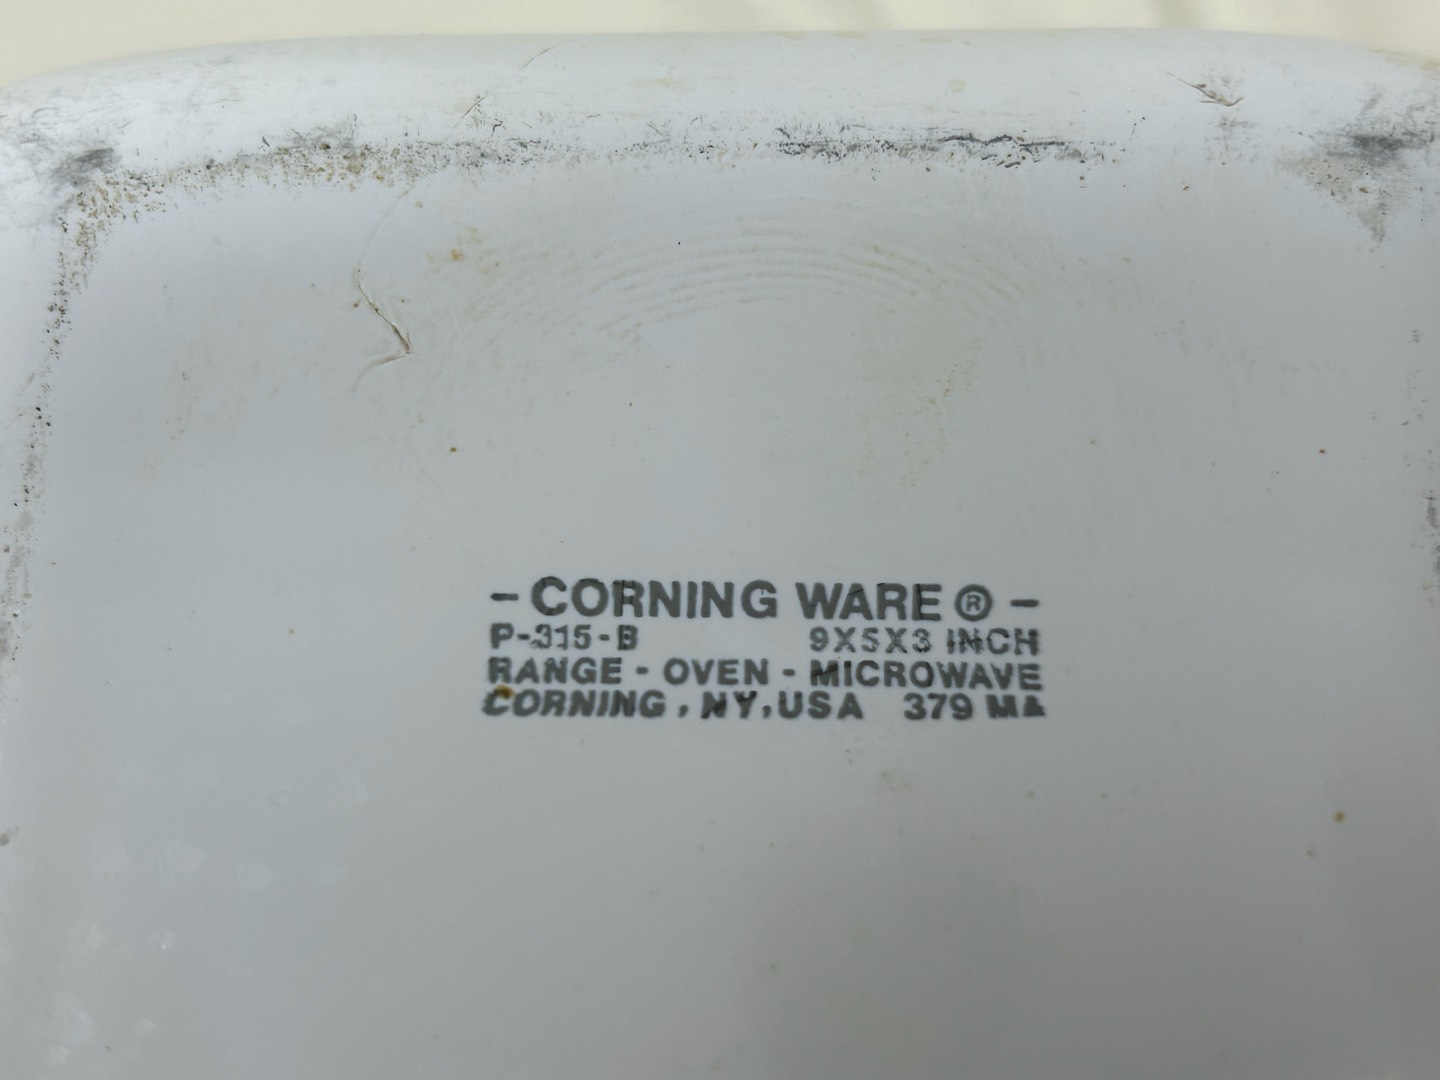 - CORNING WARE ® -
P-315-B 9X5X3 INCH
RANGE - OVEN - MICROWAVE
CORNING, NY, USA 379 MA